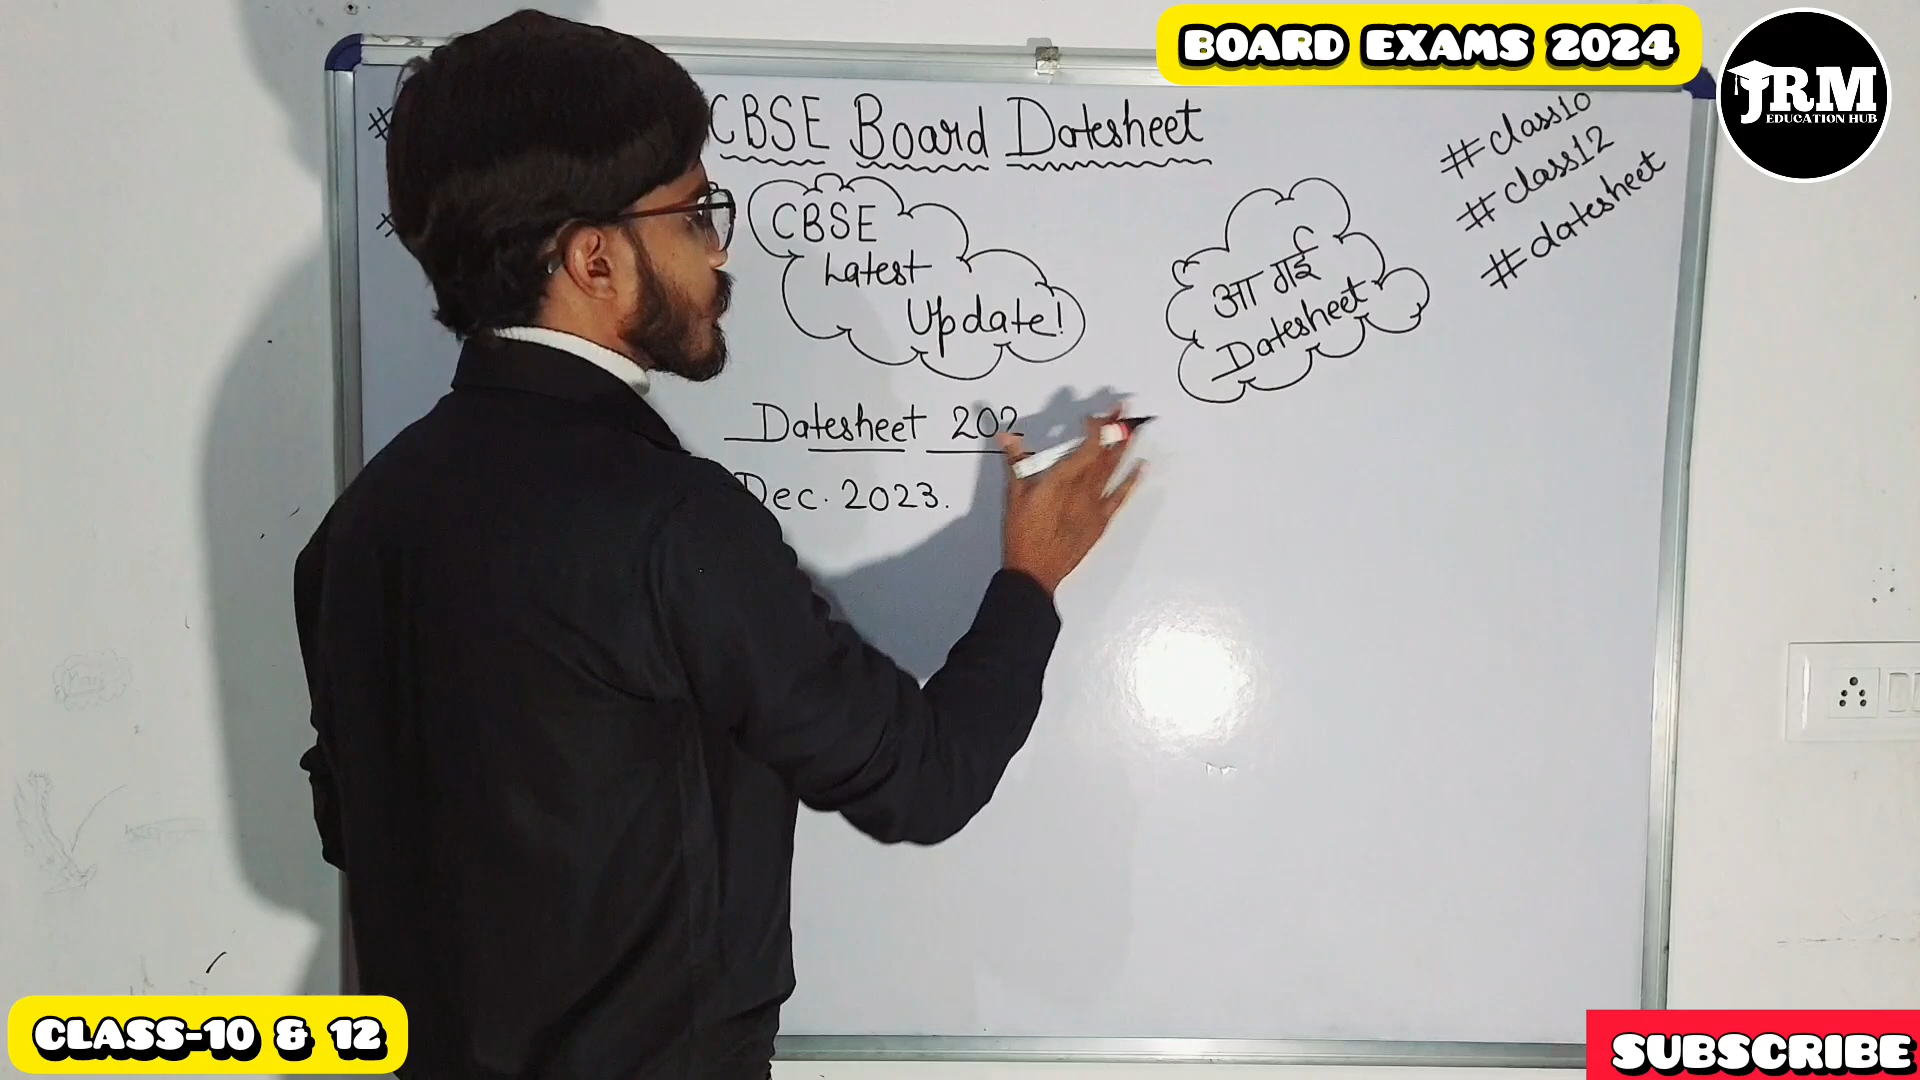 BOARD EXAMS 2024
JRM
EDUCATION HUB
CBSE Board Datesheet
#class10
#class12
#datesheet
CBSE
Latest
Update!
आ गई
Datesheet
Datesheet 202
Dec. 2023.
CLASS-10 & 12
SUBSCRIBE